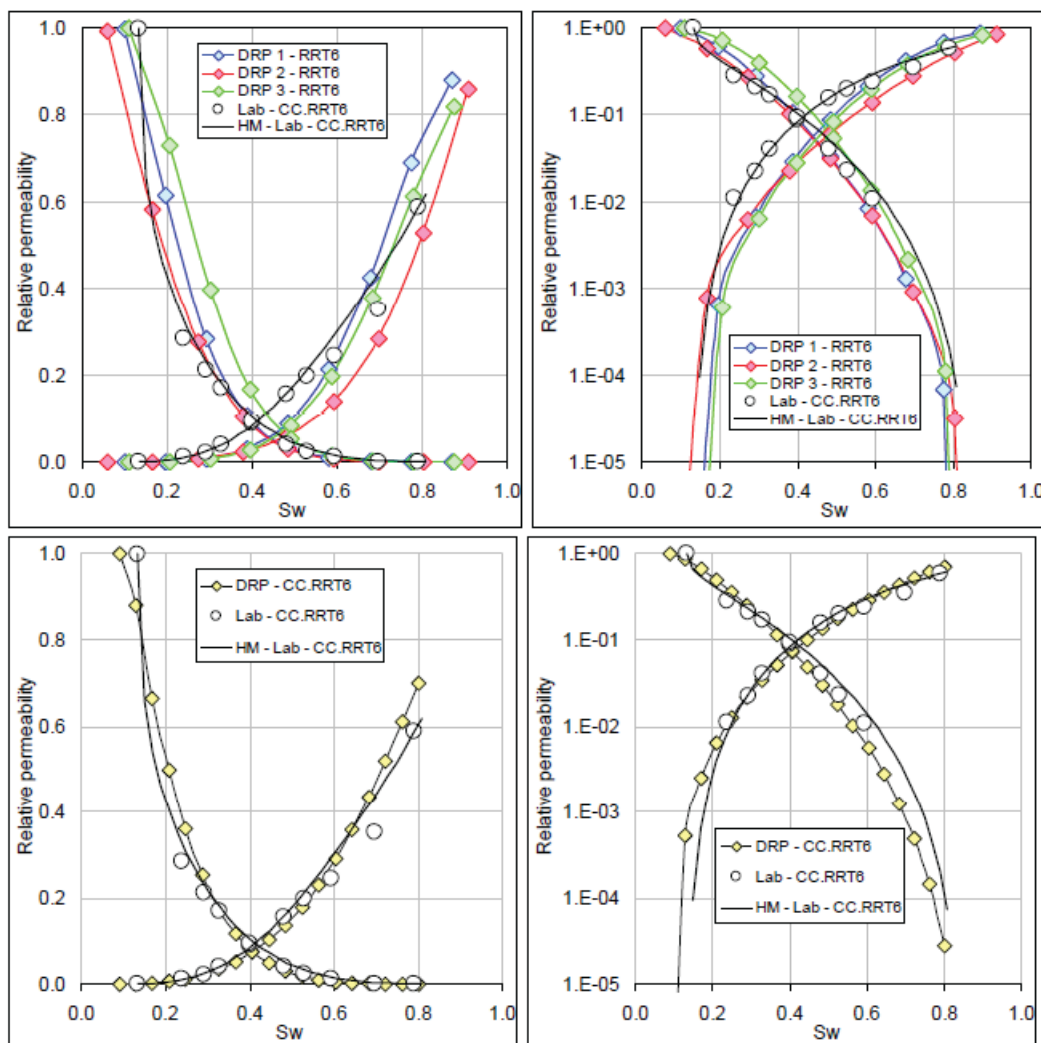 1.0
0.8
0.6
0.4
0.2
0.0
Relative permeability
DRP 1 - RRT6
DRP 2 - RRT6
DRP 3 - RRT6
Lab - CC.RRT6
HM - Lab - CC.RRT6
0.0 0.2 0.4 0.6 0.8 1.0
Sw
1.E+00
1.E-01
1.E-02
1.E-03
1.E-04
1.E-05
Relative permeability
DRP 1 - RRT6
DRP 2 - RRT6
DRP 3 - RRT6
Lab - CC.RRT6
HM - Lab - CC.RRT6
0.0 0.2 0.4 0.6 0.8 1.0
Sw
1.0
0.8
0.6
0.4
0.2
0.0
Relative permeability
DRP - CC.RRT6
Lab - CC.RRT6
HM - Lab - CC.RRT6
0.0 0.2 0.4 0.6 0.8 1.0
Sw
1.E+00
1.E-01
1.E-02
1.E-03
1.E-04
1.E-05
Relative permeability
DRP - CC.RRT6
Lab - CC.RRT6
HM - Lab - CC.RRT6
0.0 0.2 0.4 0.6 0.8 1.0
Sw